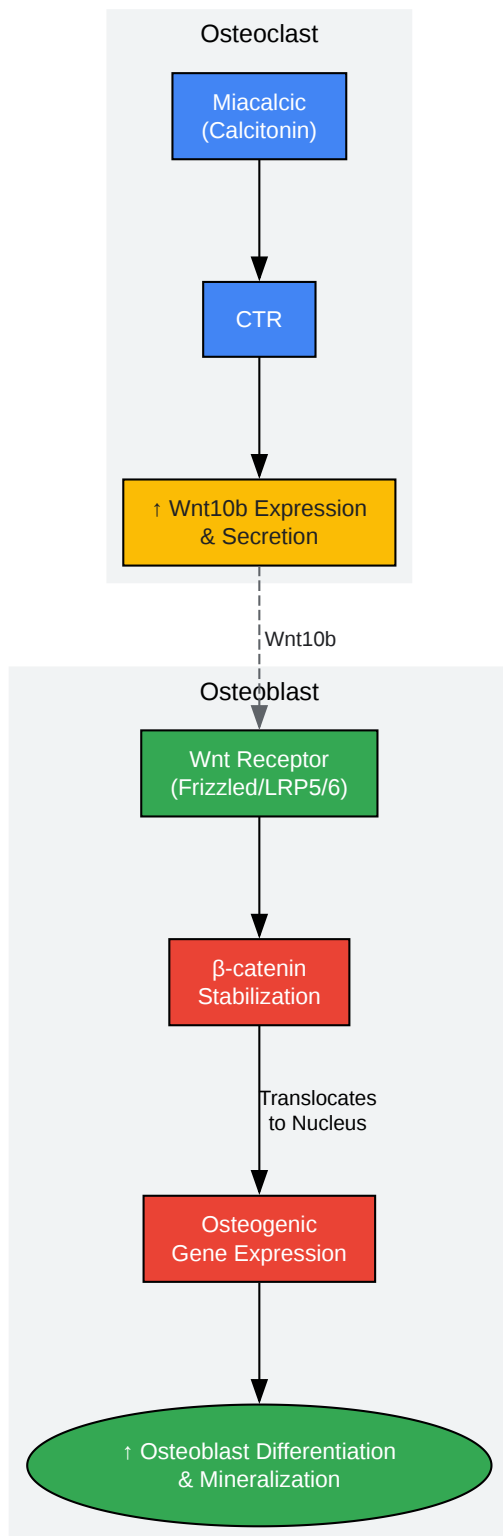 Osteoclast
Miacalcic
(Calcitonin)
CTR
↑ Wnt10b Expression
& Secretion
Wnt10b
Osteoblast
Wnt Receptor
(Frizzled/LRP5/6)
β-catenin
Stabilization
Translocates
to Nucleus
Osteogenic
Gene Expression
↑ Osteoblast Differentiation
& Mineralization